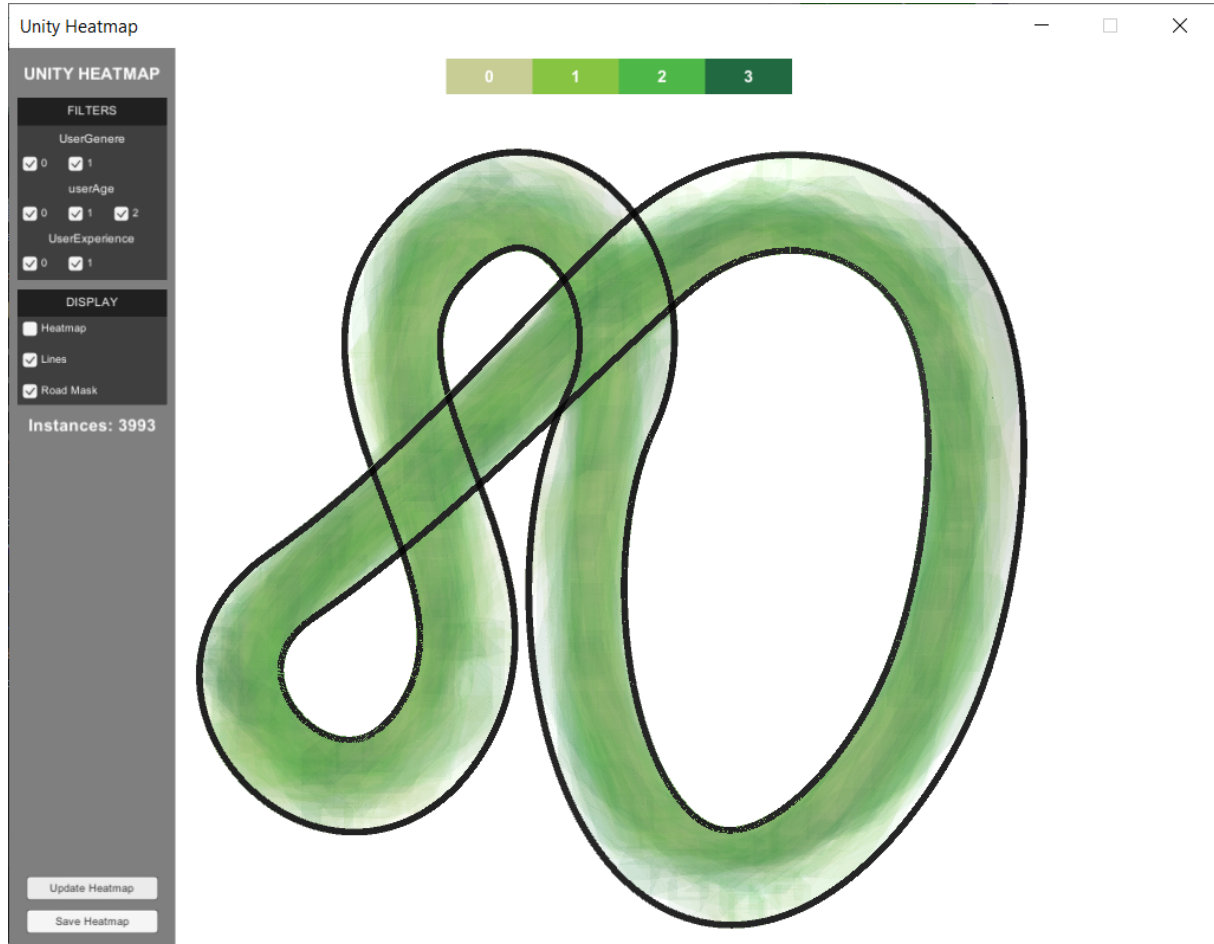 Unity Heatmap
UNITY HEATMAP
0 1 2 3
FILTERS
UserGenere
0 1
userAge
0 1 2
UserExperience
0 1
DISPLAY
Heatmap
Lines
Road Mask
Instances: 3993
Update Heatmap
Save Heatmap